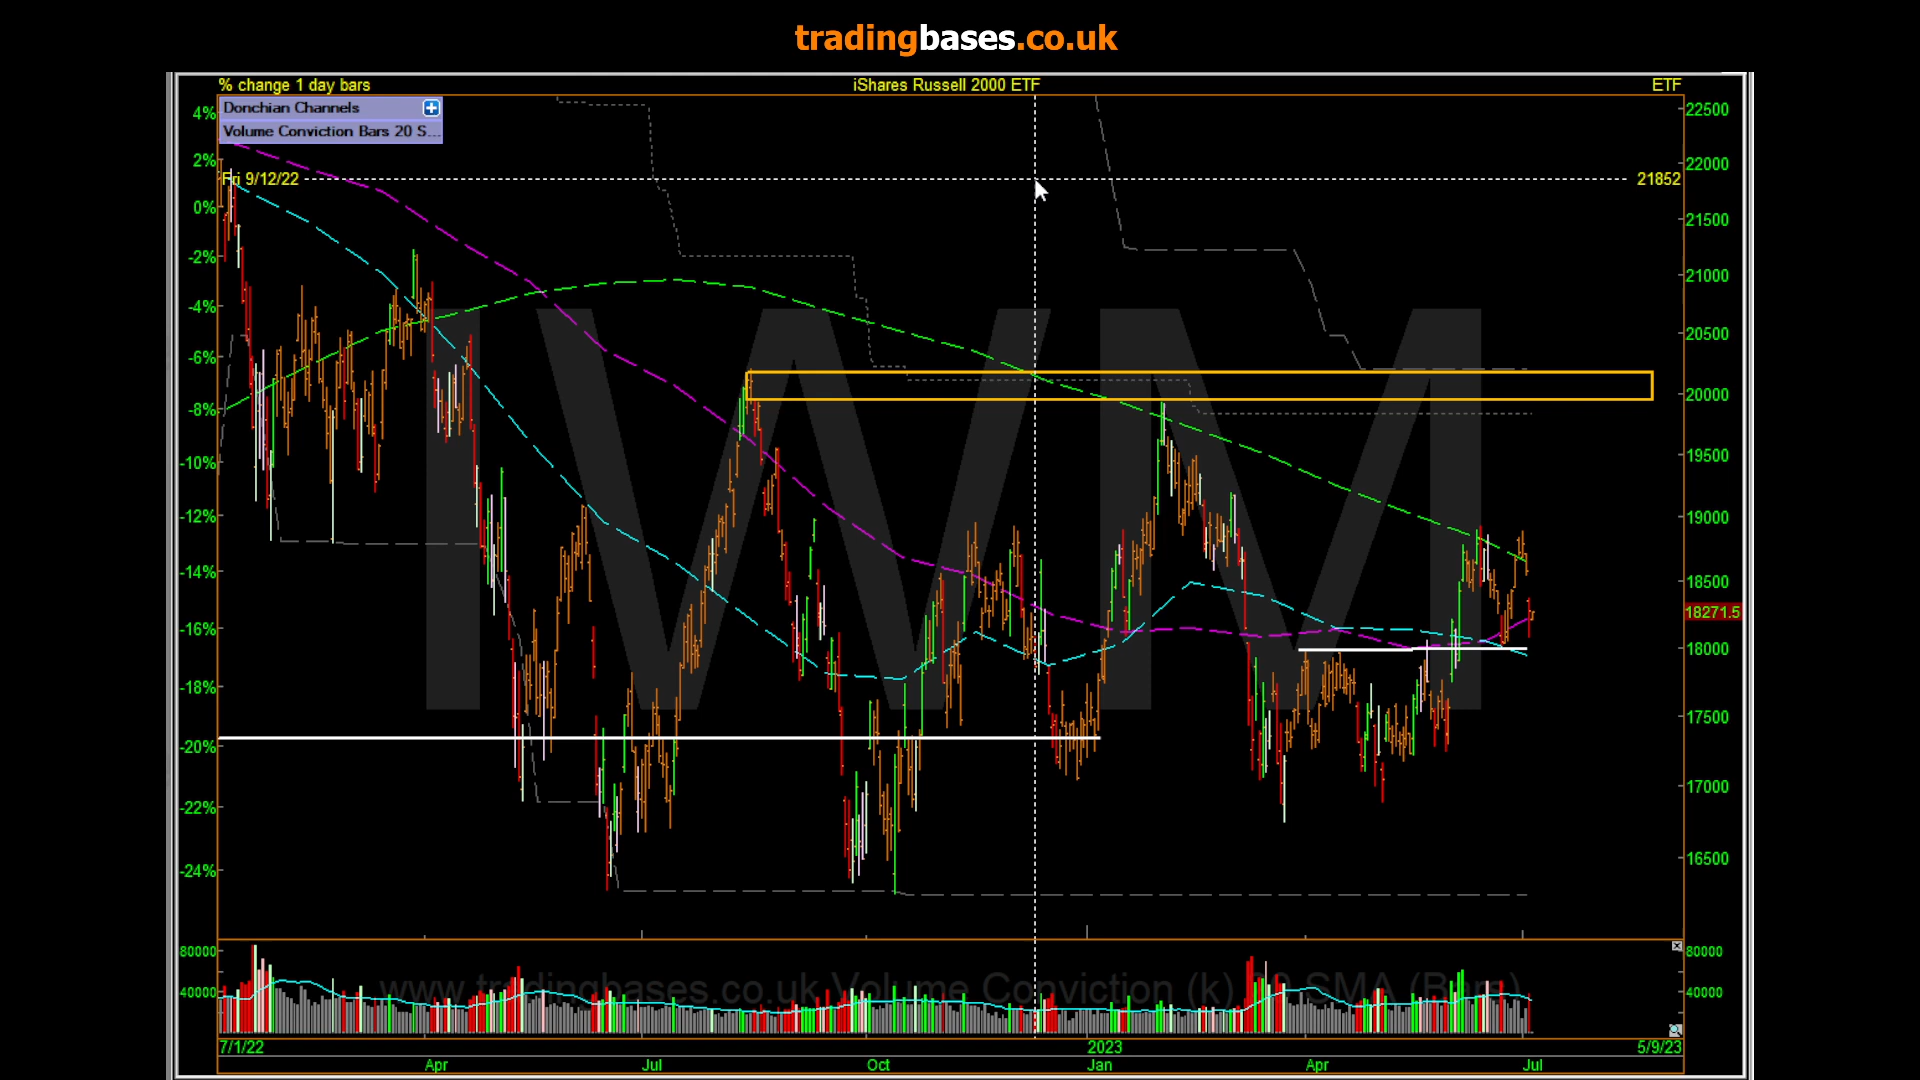 tradingbases.co.uk
% change 1 day bars
iShares Russell 2000 ETF
ETF
Donchian Channels
Volume Conviction Bars 20 S...
4%
2%
0%
-2%
-4%
-6%
-8%
-10%
-12%
-14%
-16%
-18%
-20%
-22%
-24%
Fri 9/12/22
21852
22500
22000
21500
21000
20500
20000
19500
19000
18500
18271.5
18000
17500
17000
16500
IWM
80000
40000
80000
40000
www.tradingbases.co.uk Volume Conviction (k) 20 SMA (Bars)
7/1/22
2023
5/9/23
Apr
Jul
Oct
Jan
Apr
Jul